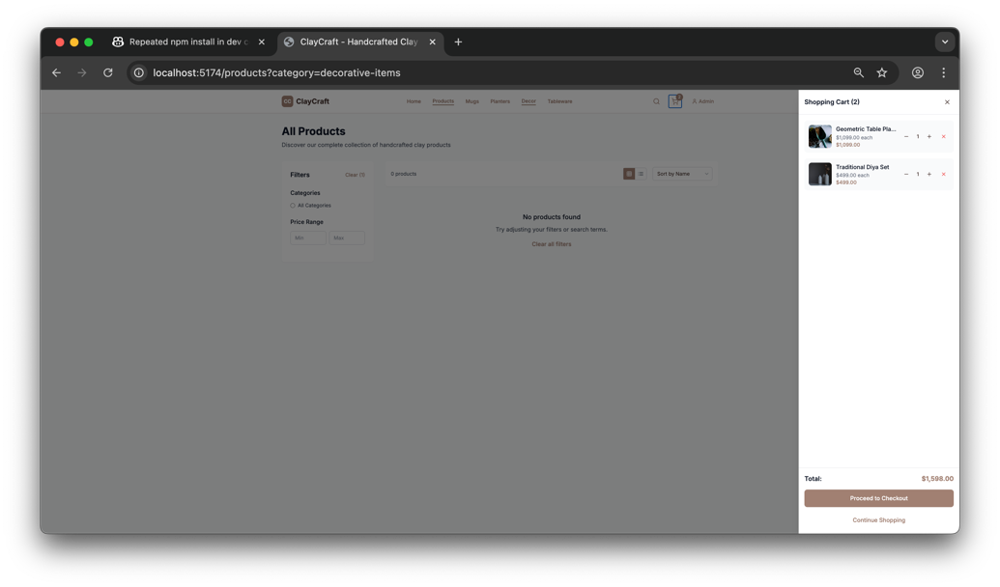 Repeated npm install in dev c
ClayCraft - Handcrafted Clay
localhost:5174/products?category=decorative-items
CC ClayCraft
Home Products Mugs Planters Decor Tableware
2
Admin
All Products
Discover our complete collection of handcrafted clay products
Filters
Clear (1)
Categories
All Categories
Price Range
Min Max
0 products
Sort by Name
No products found
Try adjusting your filters or search terms.
Clear all filters
Shopping Cart (2)
Geometric Table Pla...
$1,099.00 each
$1,099.00
1
Traditional Diya Set
$499.00 each
$499.00
1
Total: $1,598.00
Proceed to Checkout
Continue Shopping